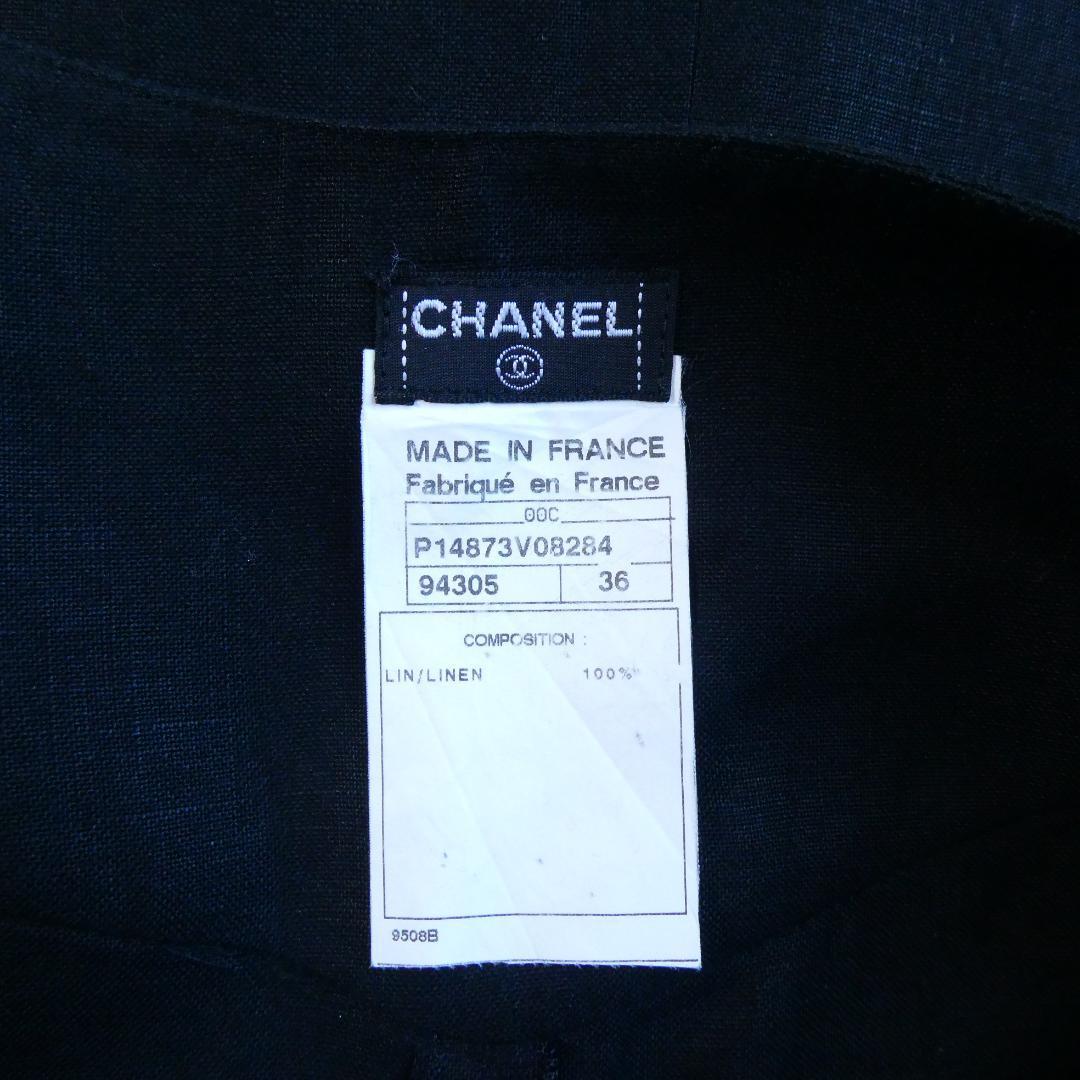 CHANEL
MADE IN FRANCE
Fabriqué en France
00C
P14873V08284
94305 36
COMPOSITION :
LIN/LINEN 100%
9508B